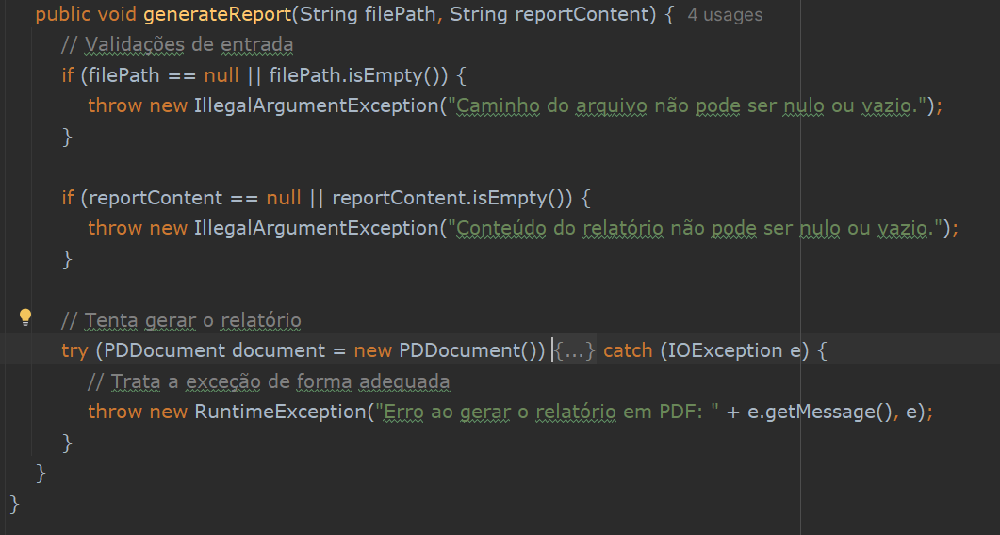 public void generateReport(String filePath, String reportContent) { 4 usages
// Validações de entrada
if (filePath == null || filePath.isEmpty()) {
throw new IllegalArgumentException("Caminho do arquivo não pode ser nulo ou vazio.");
}
if (reportContent == null || reportContent.isEmpty()) {
throw new IllegalArgumentException("Conteúdo do relatório não pode ser nulo ou vazio.");
}
// Tenta gerar o relatório
try (PDDocument document = new PDDocument()) {...} catch (IOException e) {
// Trata a exceção de forma adequada
throw new RuntimeException("Erro ao gerar o relatório em PDF: " + e.getMessage(), e);
}
}
}